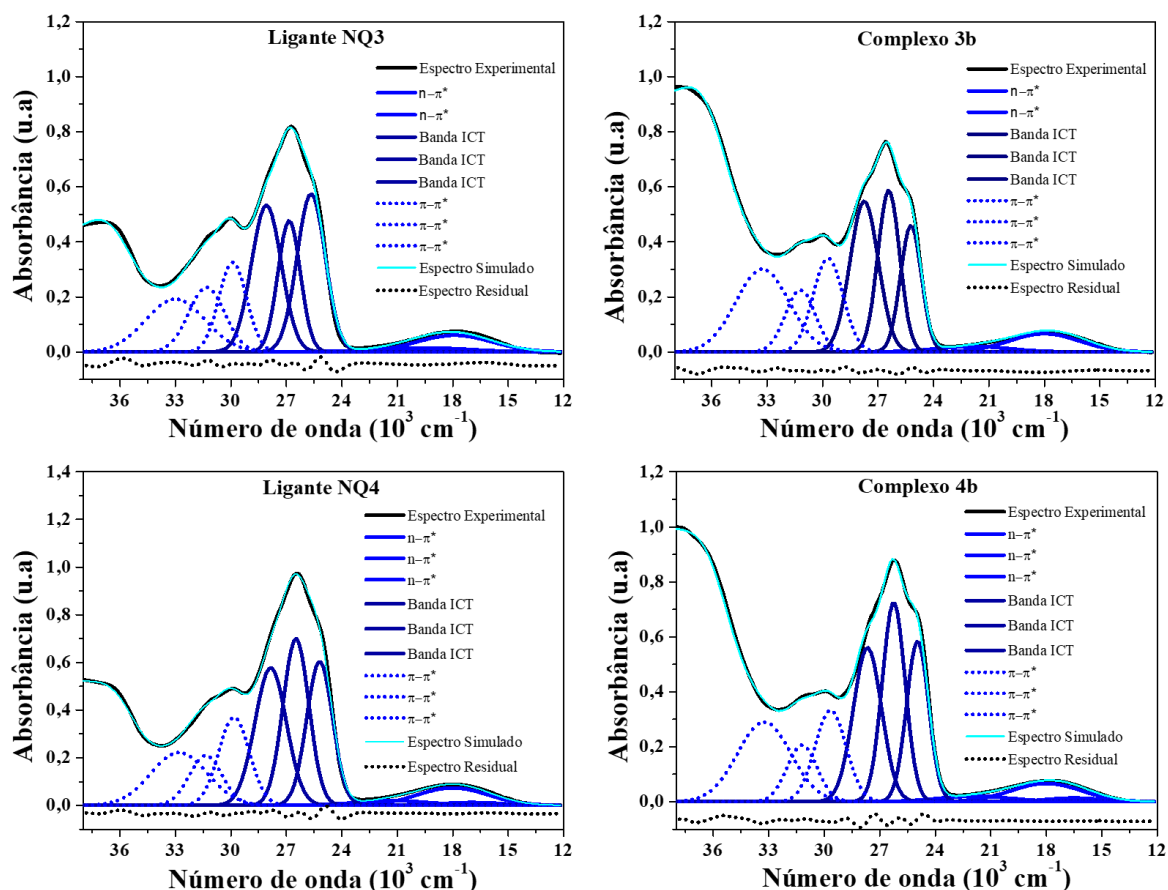 Ligante NQ3
Absorbância (u.a)
1,2
1,0
0,8
0,6
0,4
0,2
0,0
Espectro Experimental
n−π*
n−π*
Banda ICT
Banda ICT
Banda ICT
π−π*
π−π*
π−π*
Espectro Simulado
Espectro Residual
36 33 30 27 24 21 18 15 12
Número de onda (10³ cm⁻¹)
Complexo 3b
Absorbância (u.a)
1,2
1,0
0,8
0,6
0,4
0,2
0,0
Espectro Experimental
n−π*
n−π*
Banda ICT
Banda ICT
Banda ICT
π−π*
π−π*
π−π*
Espectro Simulado
Espectro Residual
36 33 30 27 24 21 18 15 12
Número de onda (10³ cm⁻¹)
Ligante NQ4
Absorbância (u.a)
1,4
1,2
1,0
0,8
0,6
0,4
0,2
0,0
Espectro Experimental
n−π*
n−π*
n−π*
Banda ICT
Banda ICT
Banda ICT
π−π*
π−π*
π−π*
Espectro Simulado
Espectro Residual
36 33 30 27 24 21 18 15 12
Número de onda (10³ cm⁻¹)
Complexo 4b
Absorbância (u.a)
1,2
1,0
0,8
0,6
0,4
0,2
0,0
Espectro Experimental
n−π*
n−π*
n−π*
Banda ICT
Banda ICT
Banda ICT
π−π*
π−π*
π−π*
Espectro Simulado
Espectro Residual
36 33 30 27 24 21 18 15 12
Número de onda (10³ cm⁻¹)